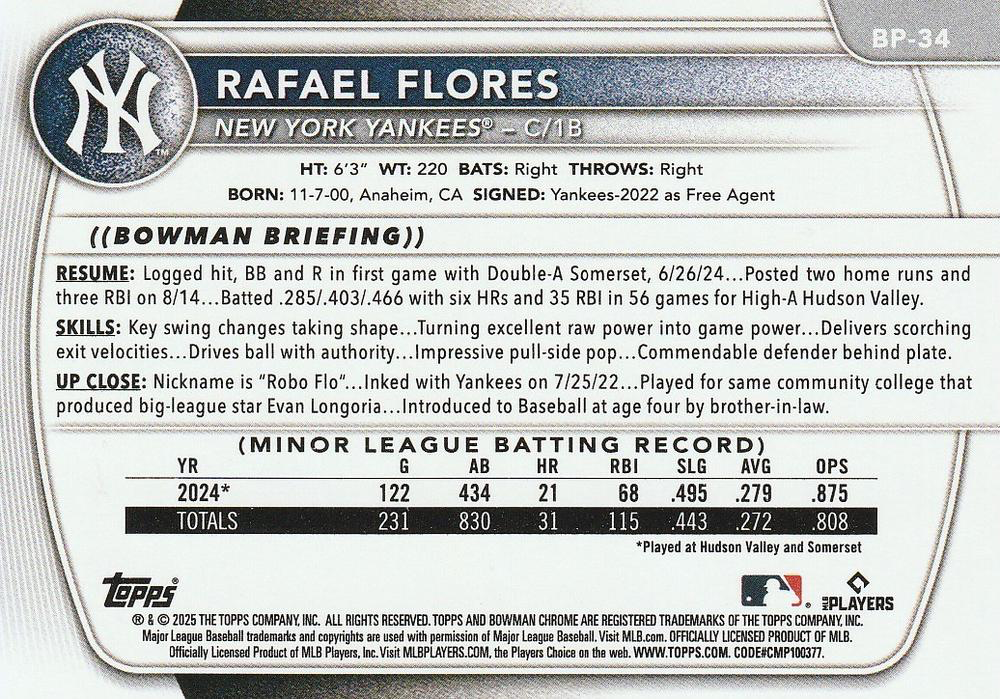 BP-34
NY
TM
RAFAEL FLORES
NEW YORK YANKEES® – C/1B
HT: 6'3" WT: 220 BATS: Right THROWS: Right
BORN: 11-7-00, Anaheim, CA SIGNED: Yankees-2022 as Free Agent
((BOWMAN BRIEFING))
RESUME: Logged hit, BB and R in first game with Double-A Somerset, 6/26/24...Posted two home runs and
three RBI on 8/14...Batted .285/.403/.466 with six HRs and 35 RBI in 56 games for High-A Hudson Valley.
SKILLS: Key swing changes taking shape...Turning excellent raw power into game power...Delivers scorching
exit velocities...Drives ball with authority...Impressive pull-side pop...Commendable defender behind plate.
UP CLOSE: Nickname is "Robo Flo"...Inked with Yankees on 7/25/22...Played for same community college that
produced big-league star Evan Longoria...Introduced to Baseball at age four by brother-in-law.
(MINOR LEAGUE BATTING RECORD)
YR G AB HR RBI SLG AVG OPS
2024* 122 434 21 68 .495 .279 .875
TOTALS 231 830 31 115 .443 .272 .808
*Played at Hudson Valley and Somerset
Topps® ® MLB PLAYERS
® & © 2025 THE TOPPS COMPANY, INC. ALL RIGHTS RESERVED. TOPPS AND BOWMAN CHROME ARE REGISTERED TRADEMARKS OF THE TOPPS COMPANY, INC.
Major League Baseball trademarks and copyrights are used with permission of Major League Baseball. Visit MLB.com. OFFICIALLY LICENSED PRODUCT OF MLB.
Officially Licensed Product of MLB Players, Inc. Visit MLBPLAYERS.COM, the Players Choice on the web. WWW.TOPPS.COM. CODE#CMP100377.